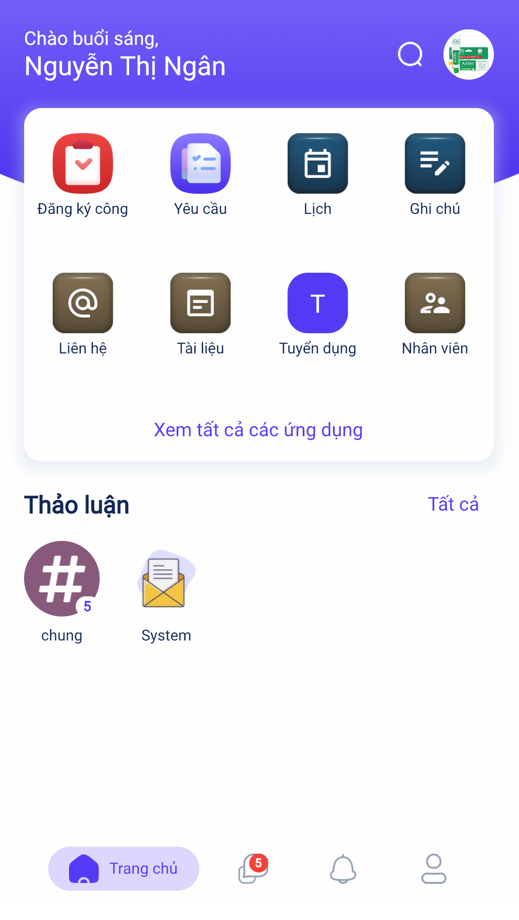 Chào buổi sáng,
Nguyễn Thị Ngân
Đăng ký công
Yêu cầu
Lịch
Ghi chú
T
Liên hệ
Tài liệu
Tuyển dụng
Nhân viên
Xem tất cả các ứng dụng
Thảo luận
Tất cả
#
5
chung
System
Trang chủ
5